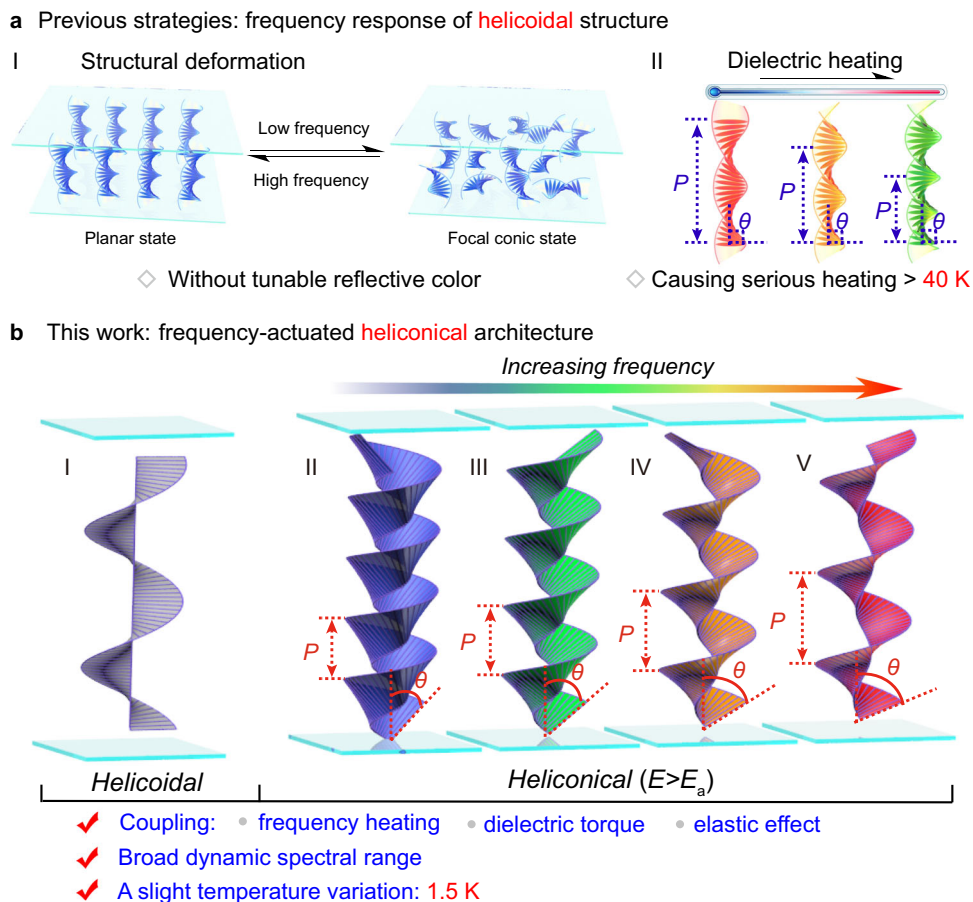 a Previous strategies: frequency response of helicoidal structure
I Structural deformation
Low frequency
High frequency
Planar state
Focal conic state
Without tunable reflective color
II Dielectric heating
P
θ
P
θ
P
θ
Causing serious heating > 40 K
b This work: frequency-actuated heliconical architecture
Increasing frequency
I
II
III
IV
V
P
θ
P
θ
P
θ
P
θ
Helicoidal
Heliconical (E>Ea)
Coupling: • frequency heating • dielectric torque • elastic effect
Broad dynamic spectral range
A slight temperature variation: 1.5 K